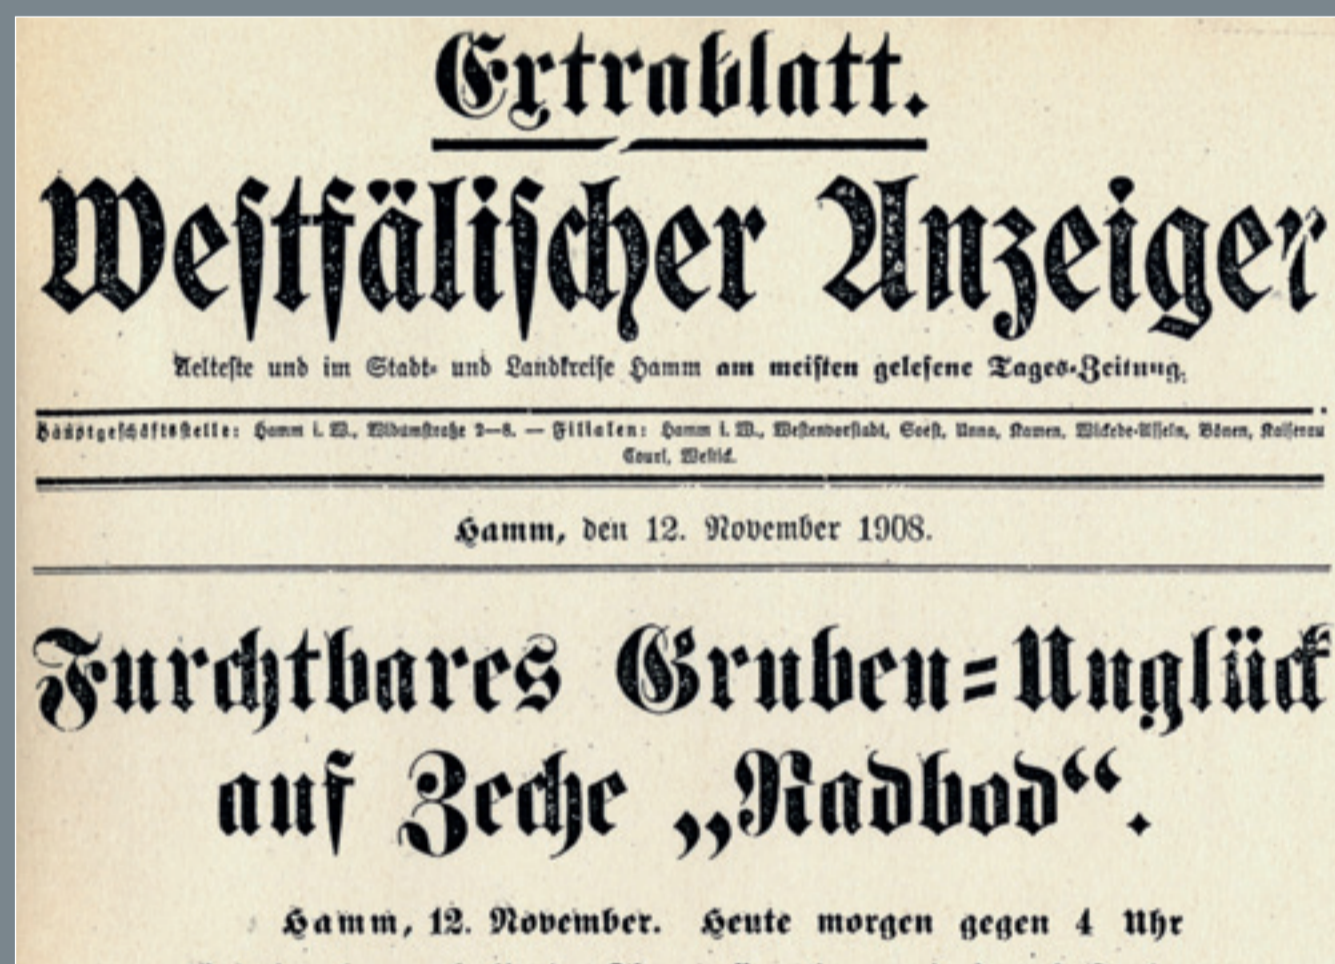 Extrablatt.
Westfälischer Anzeiger
Aelteste und im Stadt- und Landkreise Hamm am meisten gelesene Tages-Zeitung.
Hauptgeschäftsstelle: Hamm i. W., Widumstraße 2—8. — Filialen: Hamm i. W., Westenvorstadt, Soest, Unna, Kamen, Wickede-Asseln, Bönen, Kaiserau
Courl, Westick.
Hamm, den 12. November 1908.
Furchtbares Gruben-Unglück
auf Zeche „Radbod“.
Hamm, 12. November. Heute morgen gegen 4 Uhr